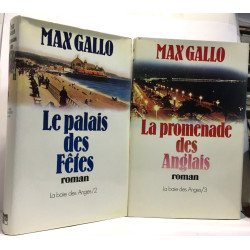 MAX GALLO
Le palais
des
Fêtes
roman
La baie des Anges/2
MAX GALLO
La promenade
des
Anglais
roman
La baie des Anges/3